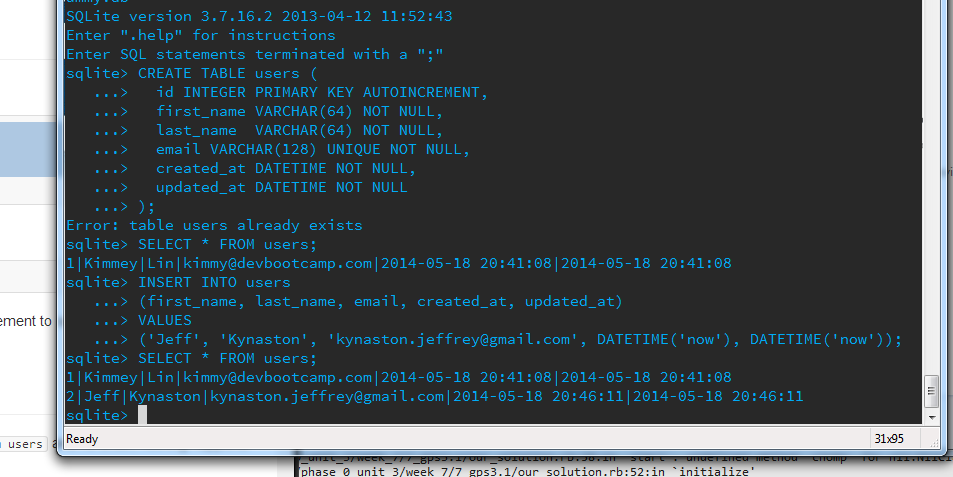 SQLite version 3.7.16.2 2013-04-12 11:52:43
Enter ".help" for instructions
Enter SQL statements terminated with a ";"
sqlite> CREATE TABLE users (
   ...>   id INTEGER PRIMARY KEY AUTOINCREMENT,
   ...>   first_name VARCHAR(64) NOT NULL,
   ...>   last_name  VARCHAR(64) NOT NULL,
   ...>   email VARCHAR(128) UNIQUE NOT NULL,
   ...>   created_at DATETIME NOT NULL,
   ...>   updated_at DATETIME NOT NULL
   ...> );
Error: table users already exists
sqlite> SELECT * FROM users;
1|Kimmey|Lin|kimmy@devbootcamp.com|2014-05-18 20:41:08|2014-05-18 20:41:08
sqlite> INSERT INTO users
   ...> (first_name, last_name, email, created_at, updated_at)
   ...> VALUES
   ...> ('Jeff', 'Kynaston', 'kynaston.jeffrey@gmail.com', DATETIME('now'), DATETIME('now'));
sqlite> SELECT * FROM users;
1|Kimmey|Lin|kimmy@devbootcamp.com|2014-05-18 20:41:08|2014-05-18 20:41:08
2|Jeff|Kynaston|kynaston.jeffrey@gmail.com|2014-05-18 20:46:11|2014-05-18 20:46:11
sqlite>
Ready 31x95
ement to
users
phase 0 unit 3/week 7/7 gps3.1/our solution.rb:52:in `initialize'